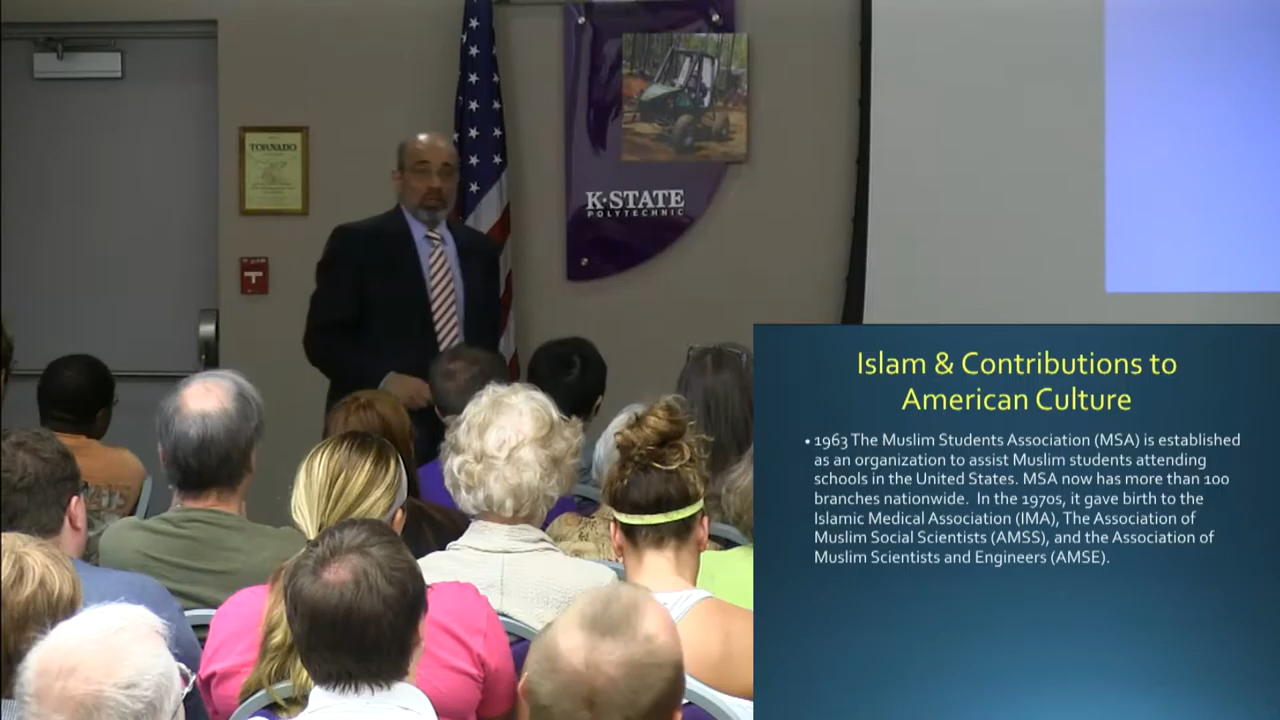 TORNADO
K·STATE
POLYTECHNIC
Islam & Contributions to
American Culture
• 1963 The Muslim Students Association (MSA) is established
as an organization to assist Muslim students attending
schools in the United States. MSA now has more than 100
branches nationwide. In the 1970s, it gave birth to the
Islamic Medical Association (IMA), The Association of
Muslim Social Scientists (AMSS), and the Association of
Muslim Scientists and Engineers (AMSE).